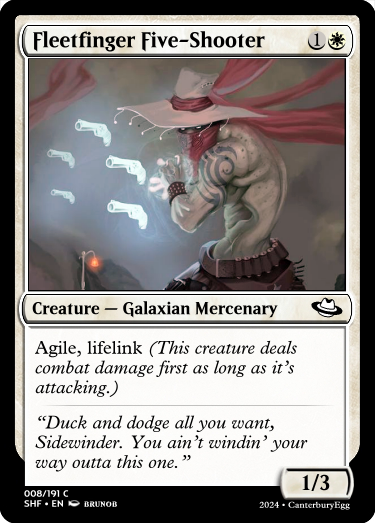 Fleetfinger Five-Shooter 1
Creature — Galaxian Mercenary
Agile, lifelink (This creature deals
combat damage first as long as it's
attacking.)
“Duck and dodge all you want,
Sidewinder. You ain't windin' your
way outta this one.”
1/3
008/191 C
SHF • EN BRUNOB
2024 • CanterburyEgg